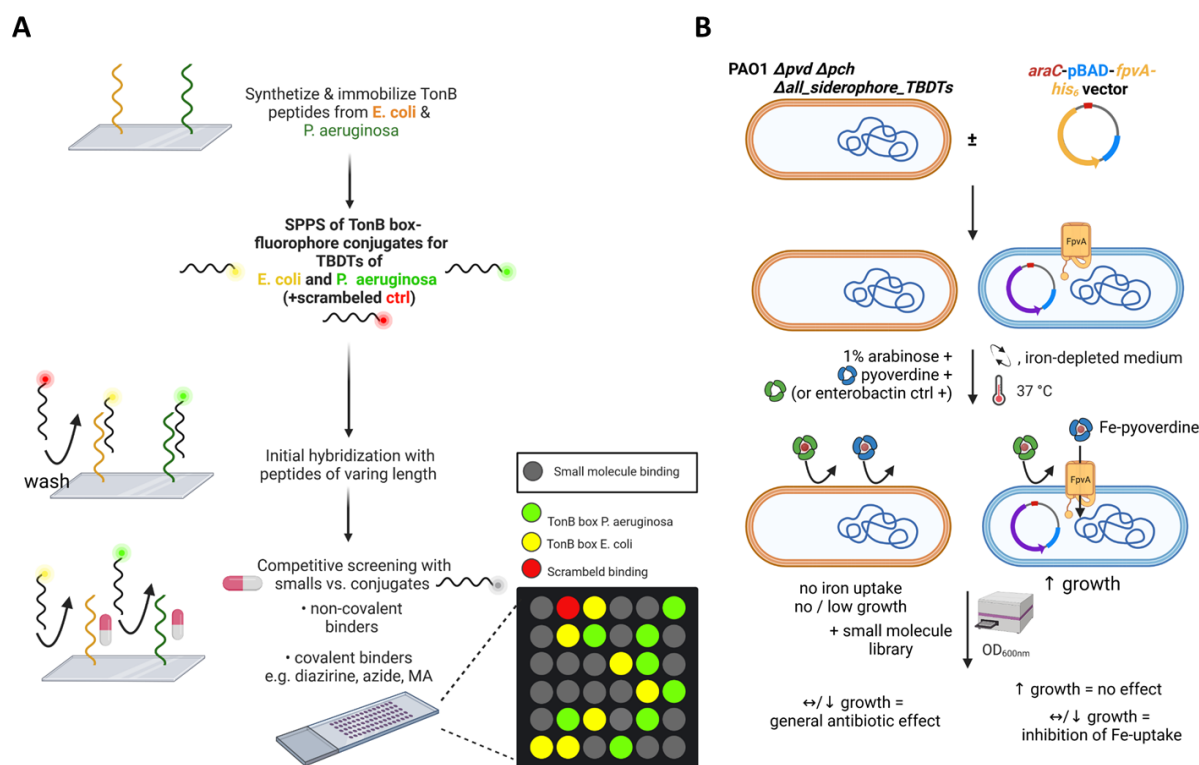 A
Synthetize & immobilize TonB
peptides from E. coli &
P. aeruginosa
SPPS of TonB box-
fluorophore conjugates for
TBDTs of
E. coli and P. aeruginosa
(+scrambeled ctrl)
wash
Initial hybridization with
peptides of varing length
Competitive screening with
smalls vs. conjugates
• non-covalent
binders
• covalent binders
e.g. diazirine, azide, MA
Small molecule binding
TonB box P. aeruginosa
TonB box E. coli
Scrambeld binding
B
PAO1 Δpvd Δpch
Δall_siderophore_TBDTs
±
araC-pBAD-fpvA-
his6 vector
FpvA
1% arabinose +
pyoverdine +
(or enterobactin ctrl +)
, iron-depleted medium
37 °C
Fe-pyoverdine
FpvA
no iron uptake
no / low growth
↑ growth
+ small molecule
library
OD600nm
↔/↓ growth =
general antibiotic effect
↑ growth = no effect
↔/↓ growth =
inhibition of Fe-uptake